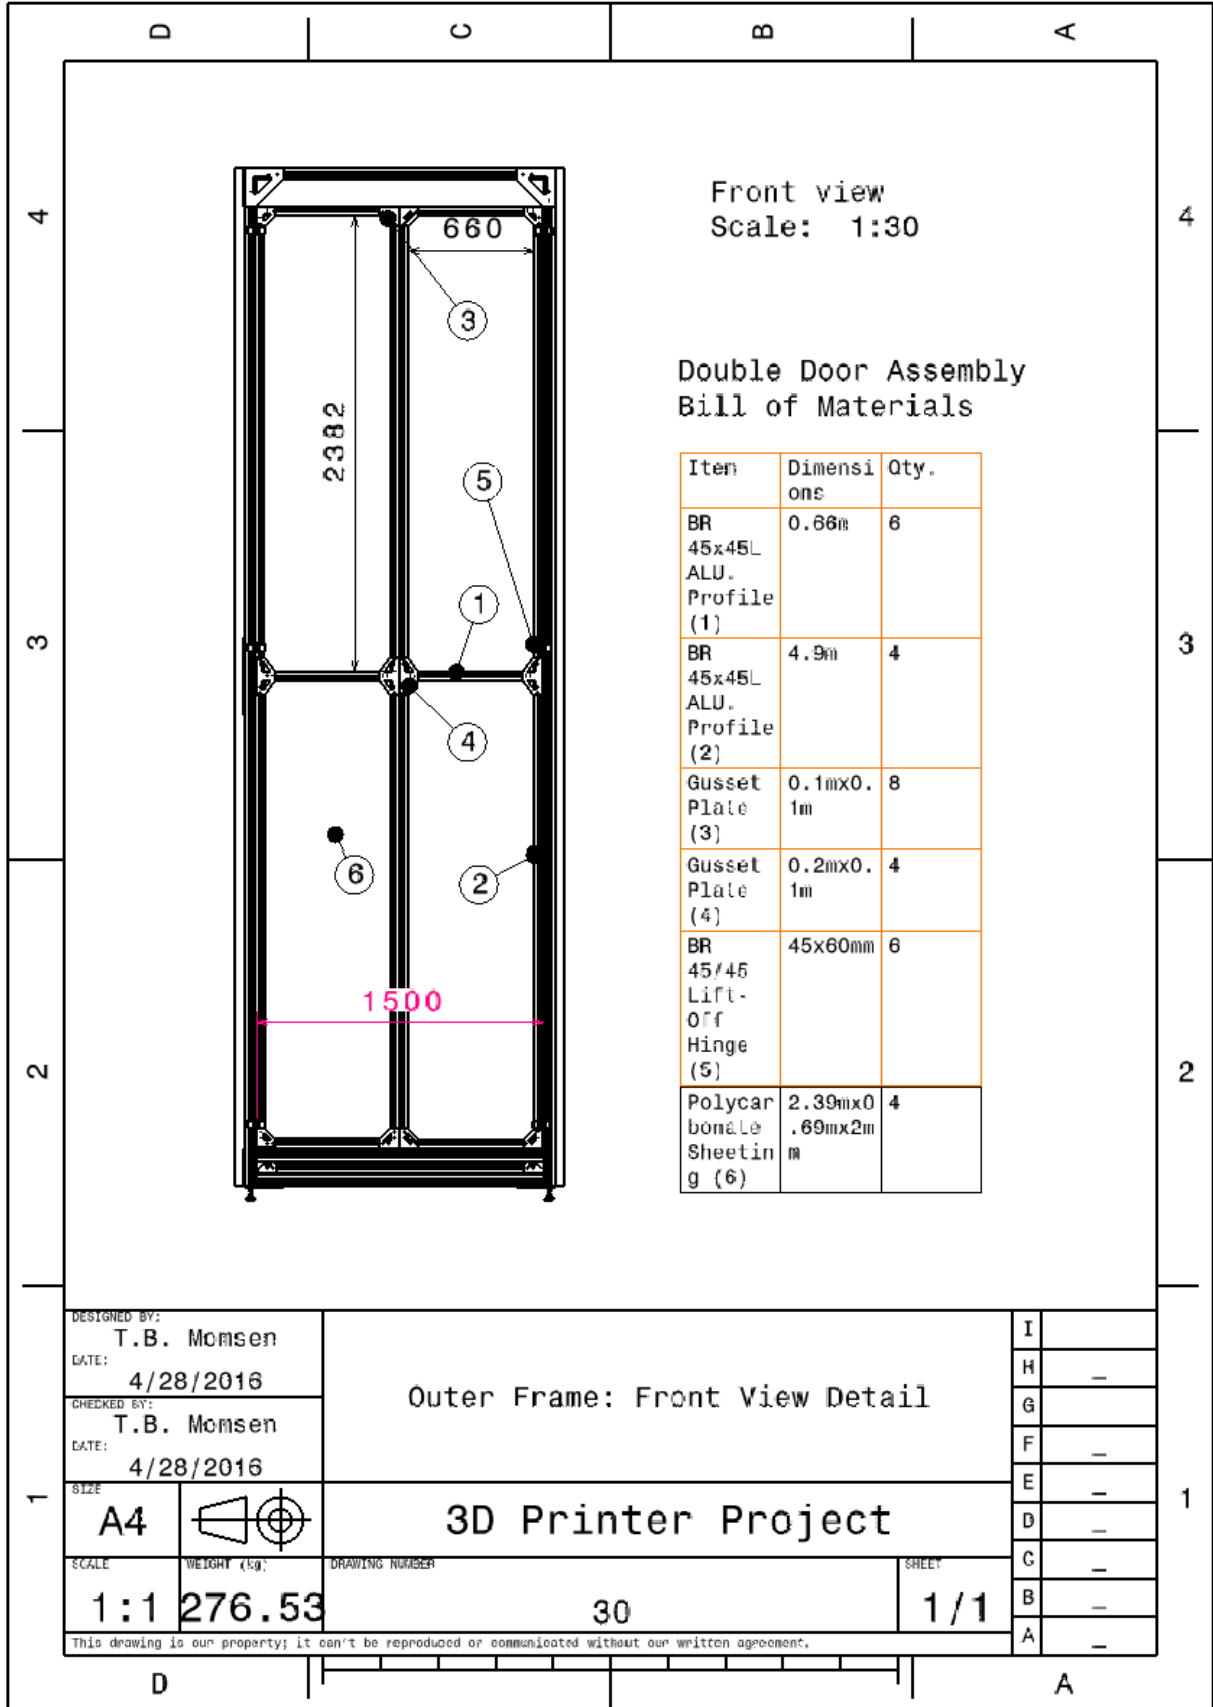 D C B A
4 4
Front view
Scale: 1:30
660
3
2382
Double Door Assembly
Bill of Materials
Item Dimensi Qty.
ons
BR 0.66m 6
45x45L
ALU.
Profile
(1)
BR 4.9m 4
45x45L
ALU.
Profile
(2)
Gusset 0.1mx0. 8
Plate 1m
(3)
Gusset 0.2mx0. 4
Plate 1m
(4)
BR 45x60mm 6
45/45
Lift-
Off
Hinge
(5)
Polycar 2.39mx0 4
bonate .69mx2m
Sheetin m
g (6)
5
1
3 3
4
6
2
1500
2 2
DESIGNED BY:
T.B. Momsen
DATE:
4/28/2016
CHECKED BY:
T.B. Momsen
DATE:
4/28/2016
Outer Frame: Front View Detail
SIZE
A4
3D Printer Project
SCALE
1:1
WEIGHT (kg)
276.53
DRAWING NUMBER
30
SHEET
1/1
I
H _
G
F _
E _
D _
C _
B _
A _
1 1
This drawing is our property; it can't be reproduced or communicated without our written agreement.
D A